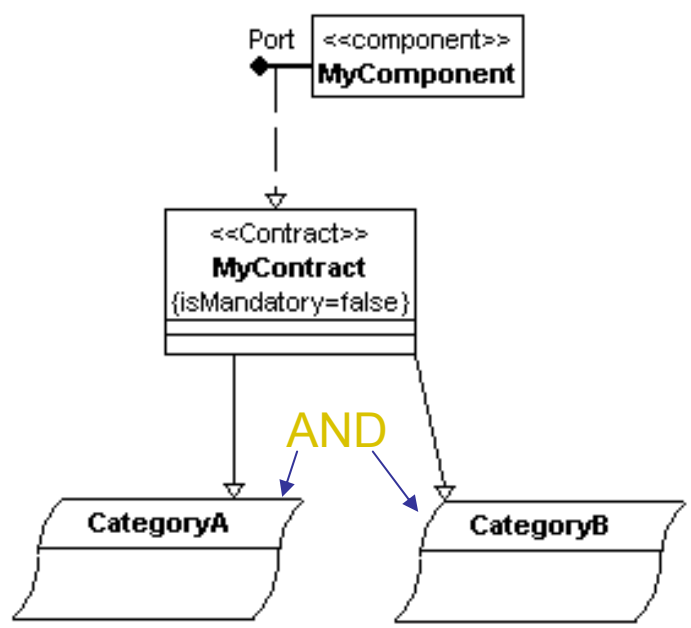 Port
<<component>>
MyComponent
<<Contract>>
MyContract
{isMandatory=false}
AND
CategoryA
CategoryB